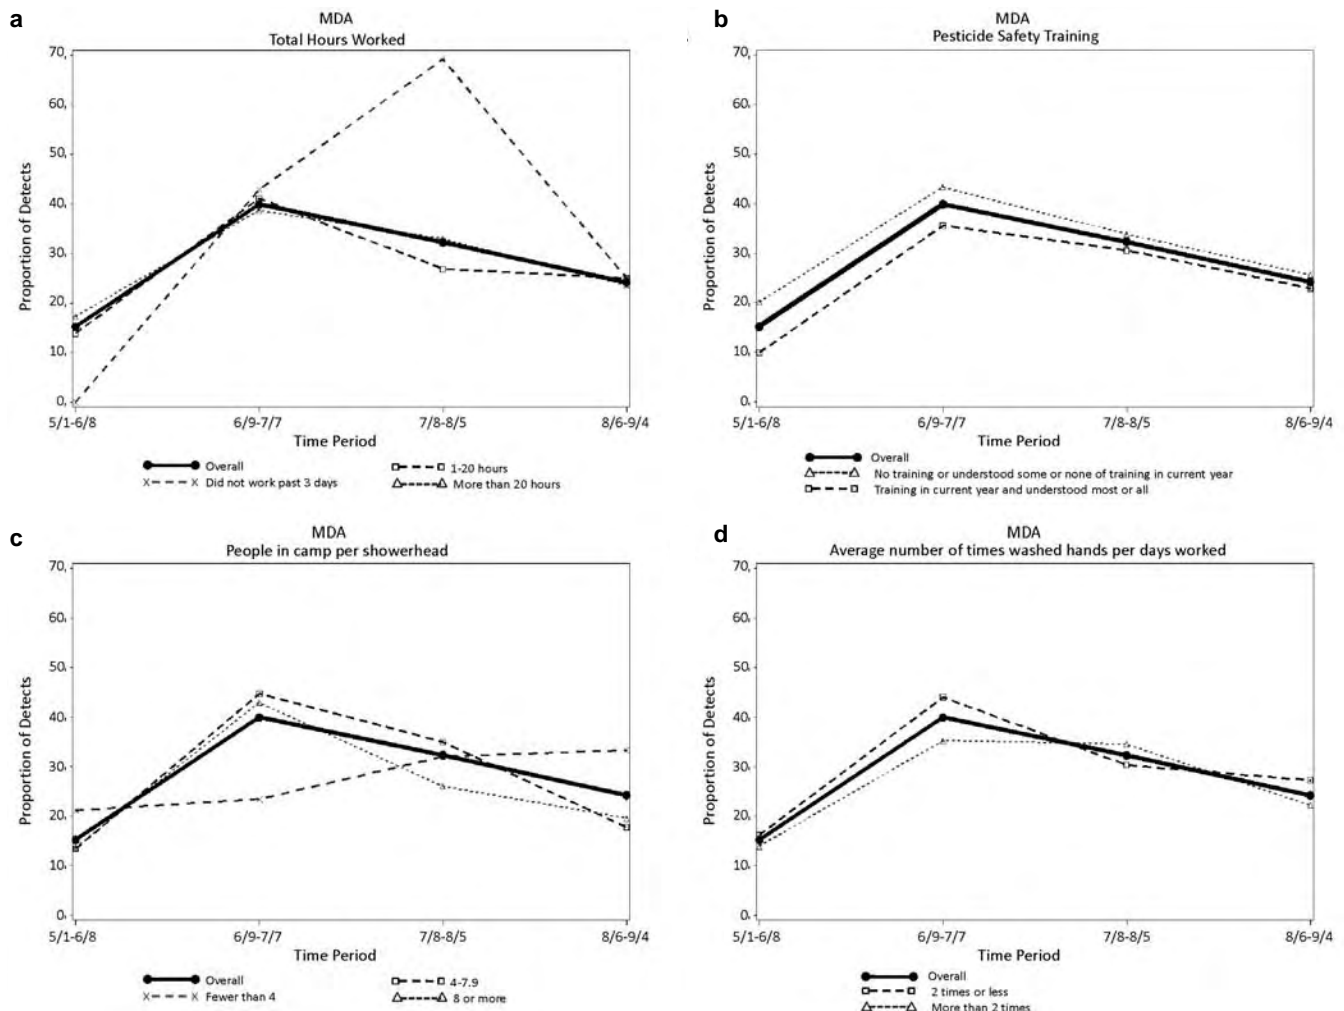 a
MDA
Total Hours Worked
70,
60,
50,
40,
30,
20,
10,
0,
Proportion of Detects
5/1-6/8 6/9-7/7 7/8-8/5 8/6-9/4
Time Period
Overall 1-20 hours
Did not work past 3 days More than 20 hours
b
MDA
Pesticide Safety Training
70,
60,
50,
40,
30,
20,
10,
0,
Proportion of Detects
5/1-6/8 6/9-7/7 7/8-8/5 8/6-9/4
Time Period
Overall
No training or understood some or none of training in current year
Training in current year and understood most or all
c
MDA
People in camp per showerhead
70,
60,
50,
40,
30,
20,
10,
0,
Proportion of Detects
5/1-6/8 6/9-7/7 7/8-8/5 8/6-9/4
Time Period
Overall 4-7.9
Fewer than 4 8 or more
d
MDA
Average number of times washed hands per days worked
70,
60,
50,
40,
30,
20,
10,
0,
Proportion of Detects
5/1-6/8 6/9-7/7 7/8-8/5 8/6-9/4
Time Period
Overall
2 times or less
More than 2 times